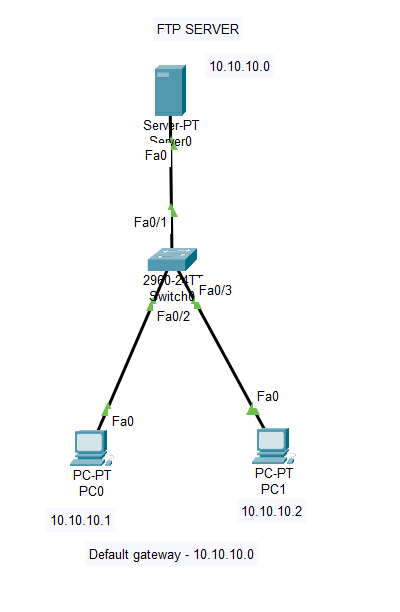 FTP SERVER
10.10.10.0
Server-PT
Server0
Fa0
Fa0/1
2960-24TT
Switch0
Fa0/3
Fa0/2
Fa0
Fa0
PC-PT
PC0
PC-PT
PC1
10.10.10.1
10.10.10.2
Default gateway - 10.10.10.0